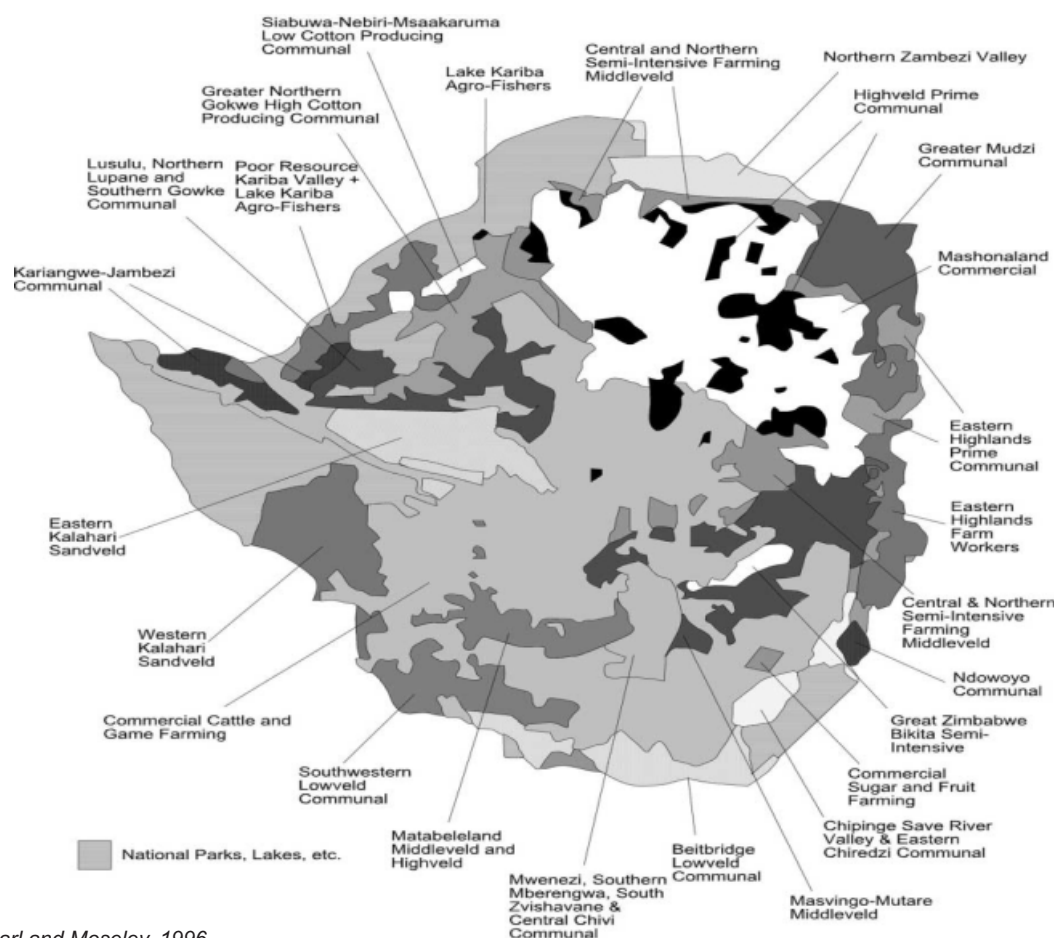 Siabuwa-Nebiri-Msaakaruma
Low Cotton Producing
Communal
Lake Kariba
Agro-Fishers
Central and Northern
Semi-Intensive Farming
Middleveld
Northern Zambezi Valley
Greater Northern
Gokwe High Cotton
Producing Communal
Highveld Prime
Communal
Lusulu, Northern
Lupane and
Southern Gowke
Communal
Poor Resource
Kariba Valley +
Lake Kariba
Agro-Fishers
Greater Mudzi
Communal
Kariangwe-Jambezi
Communal
Mashonaland
Commercial
Eastern
Highlands
Prime
Communal
Eastern
Kalahari
Sandveld
Eastern
Highlands
Farm
Workers
Western
Kalahari
Sandveld
Central & Northern
Semi-Intensive
Farming
Middleveld
Ndowoyo
Communal
Commercial Cattle and
Game Farming
Great Zimbabwe
Bikita Semi-
Intensive
Southwestern
Lowveld
Communal
Commercial
Sugar and Fruit
Farming
Matabeleland
Middleveld and
Highveld
Beitbridge
Lowveld
Communal
Chipinge Save River
Valley & Eastern
Chiredzi Communal
National Parks, Lakes, etc.
Mwenezi, Southern
Mberengwa, South
Zvishavane &
Central Chivi
Communal
Masvingo-Mutare
Middleveld
and Moseley, 1996